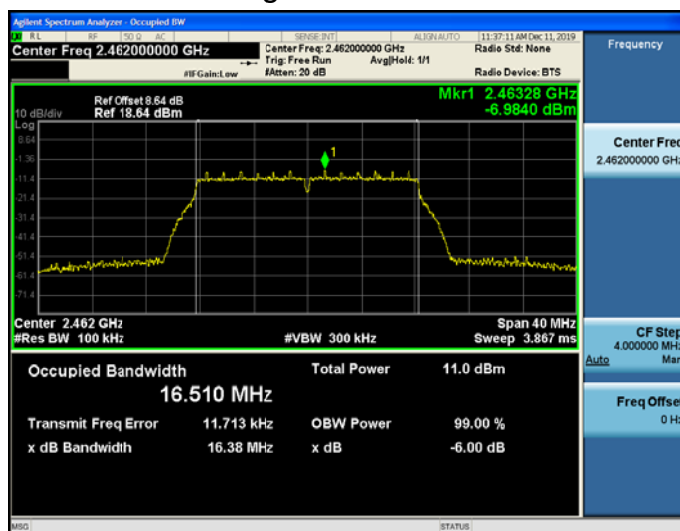 Agilent Spectrum Analyzer - Occupied BW
RL RF 50 Ω AC SENSE:INT ALIGN AUTO 11:37:11 AM Dec 11, 2019
Center Freq 2.462000000 GHz
#IFGain:Low
Center Freq: 2.462000000 GHz
Trig: Free Run Avg|Hold: 1/1
#Atten: 20 dB
Radio Std: None
Radio Device: BTS
Frequency
Ref Offset 8.64 dB
10 dB/div Ref 18.64 dBm
Mkr1 2.46328 GHz
-6.9840 dBm
Log
8.64
-1.36
-11.4
-21.4
-31.4
-41.4
-51.4
-61.4
-71.4
1
Center 2.462 GHz Span 40 MHz
#Res BW 100 kHz #VBW 300 kHz Sweep 3.867 ms
Occupied Bandwidth
16.510 MHz
Total Power 11.0 dBm
Transmit Freq Error 11.713 kHz OBW Power 99.00 %
x dB Bandwidth 16.38 MHz x dB -6.00 dB
Center Freq
2.462000000 GHz
CF Step
4.000000 MHz
Auto Man
Freq Offset
0 Hz
MSG STATUS